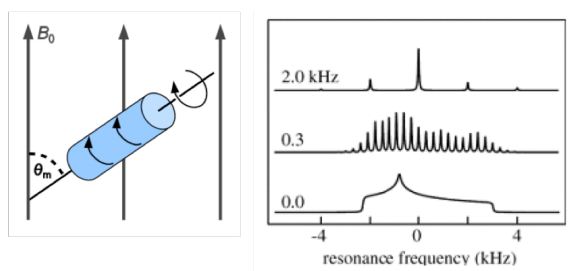 B₀
θₘ
2.0 kHz
0.3
0.0
-4 0 4
resonance frequency (kHz)